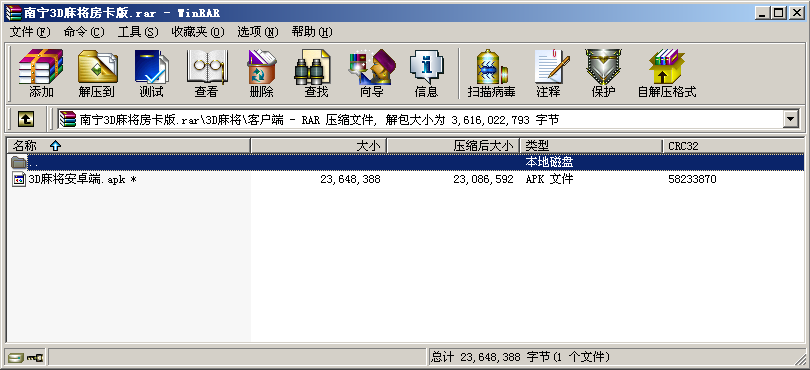 南宁3D麻将房卡版.rar - WinRAR
文件(F) 命令(C) 工具(S) 收藏夹(O) 选项(N) 帮助(H)
添加 解压到 测试 查看 删除 查找 向导 信息 扫描病毒 注释 保护 自解压格式
南宁3D麻将房卡版.rar\3D麻将\客户端 - RAR 压缩文件, 解包大小为 3,616,022,793 字节
名称 大小 压缩后大小 类型 CRC32
.. 本地磁盘
3D麻将安卓端.apk * 23,648,388 23,086,592 APK 文件 58233870
总计 23,648,388 字节(1 个文件)